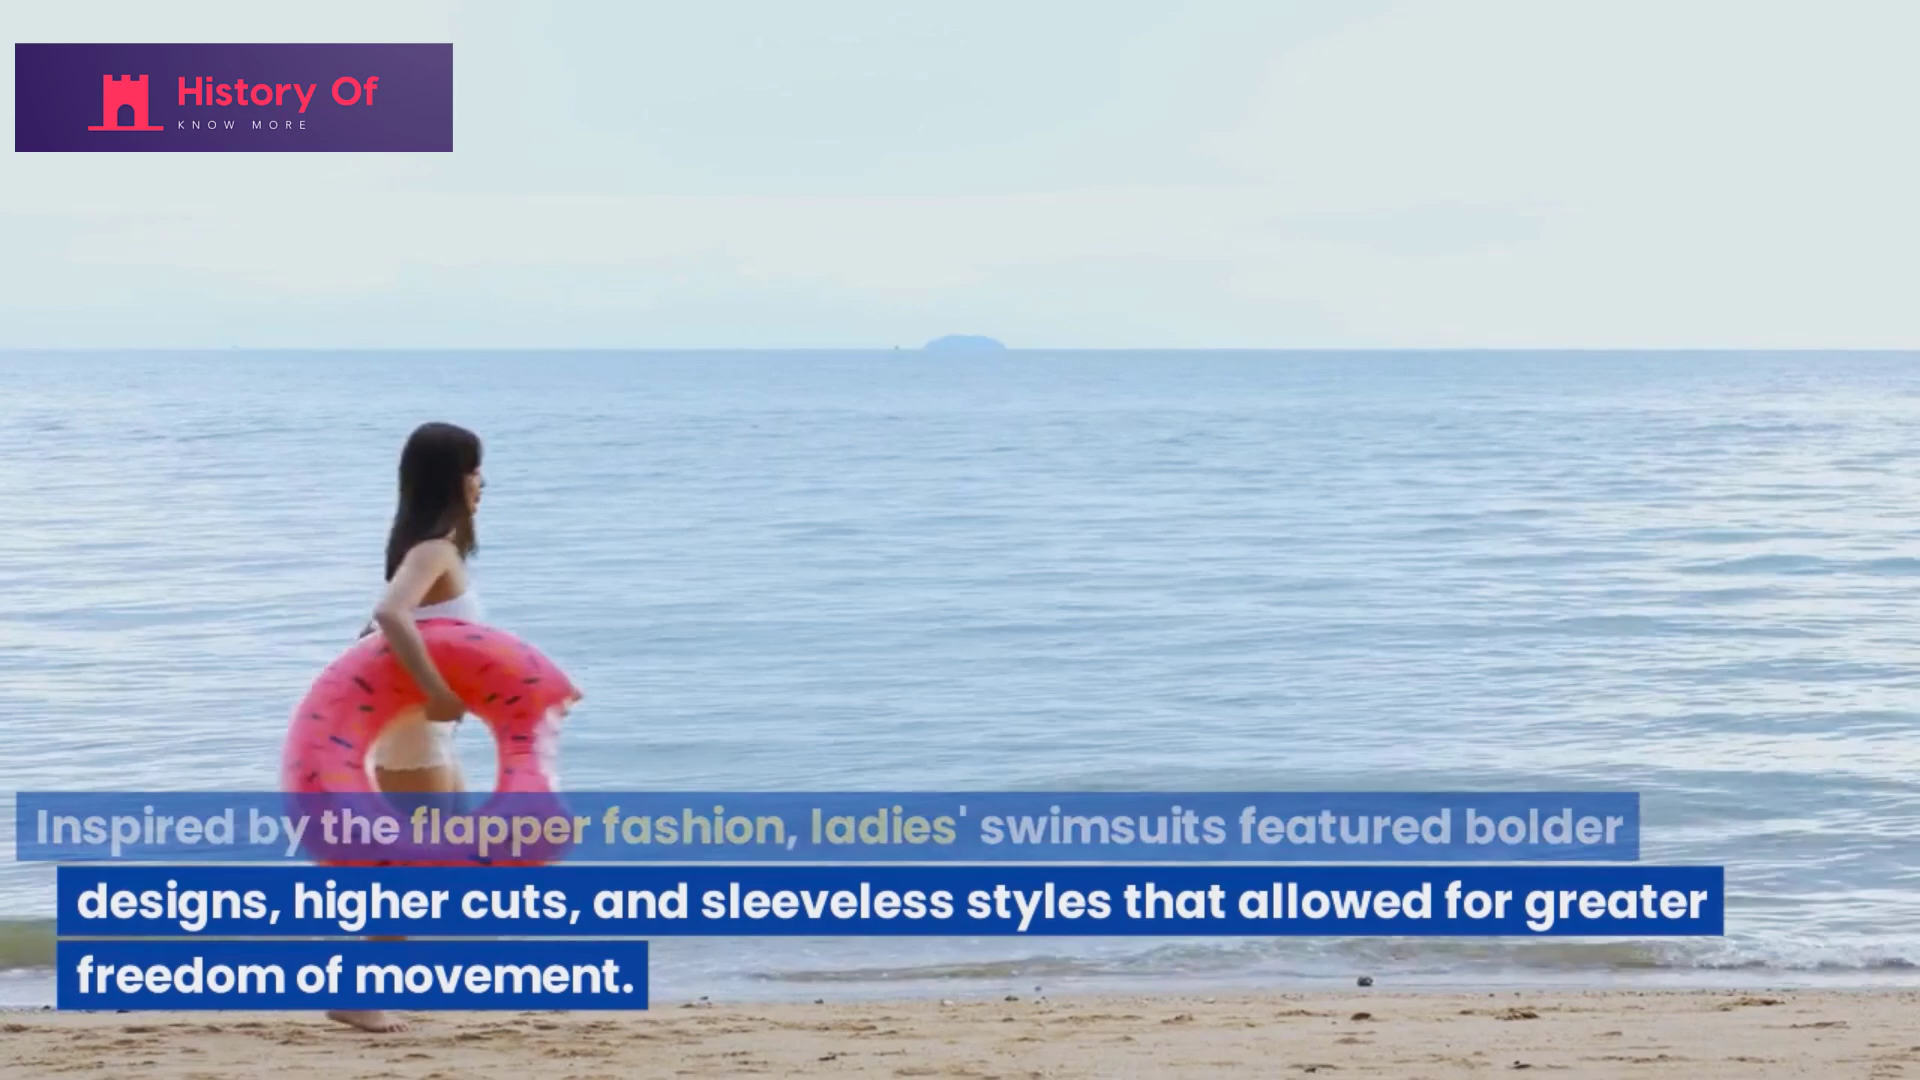 History Of
KNOW MORE
Inspired by the flapper fashion, ladies' swimsuits featured bolder
designs, higher cuts, and sleeveless styles that allowed for greater
freedom of movement.